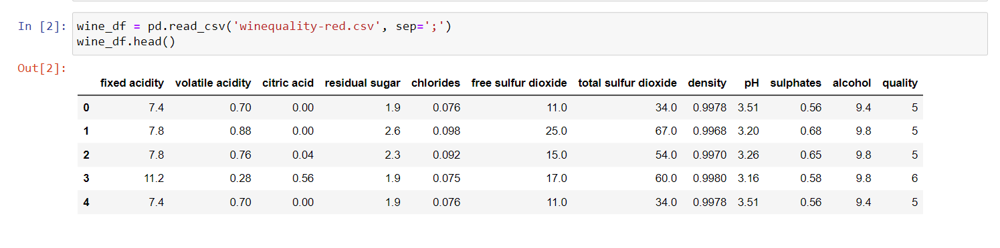 In [2]: wine_df = pd.read_csv('winequality-red.csv', sep=';')
wine_df.head()
Out[2]:
fixed acidity volatile acidity citric acid residual sugar chlorides free sulfur dioxide total sulfur dioxide density pH sulphates alcohol quality
0 7.4 0.70 0.00 1.9 0.076 11.0 34.0 0.9978 3.51 0.56 9.4 5
1 7.8 0.88 0.00 2.6 0.098 25.0 67.0 0.9968 3.20 0.68 9.8 5
2 7.8 0.76 0.04 2.3 0.092 15.0 54.0 0.9970 3.26 0.65 9.8 5
3 11.2 0.28 0.56 1.9 0.075 17.0 60.0 0.9980 3.16 0.58 9.8 6
4 7.4 0.70 0.00 1.9 0.076 11.0 34.0 0.9978 3.51 0.56 9.4 5